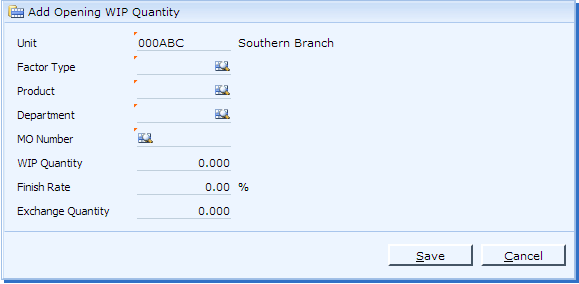 Add Opening WIP Quantity
Unit 000ABC Southern Branch
Factor Type
Product
Department
MO Number
WIP Quantity 0.000
Finish Rate 0.00 %
Exchange Quantity 0.000
Save Cancel